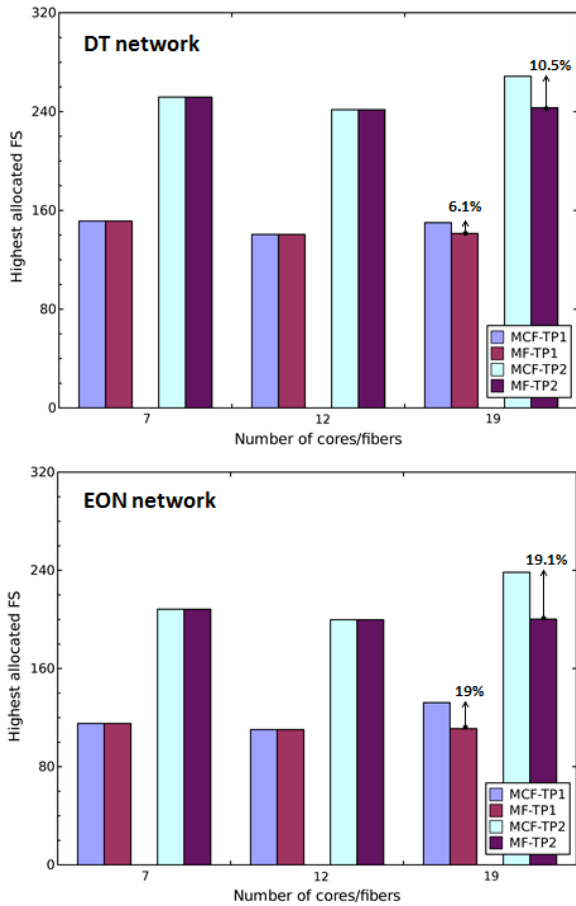 320
DT network
10.5%
240
Highest allocated FS
160
6.1%
80
MCF-TP1
MF-TP1
MCF-TP2
MF-TP2
0
7 12 19
Number of cores/fibers
320
EON network
19.1%
240
Highest allocated FS
160
19%
80
MCF-TP1
MF-TP1
MCF-TP2
MF-TP2
0
7 12 19
Number of cores/fibers